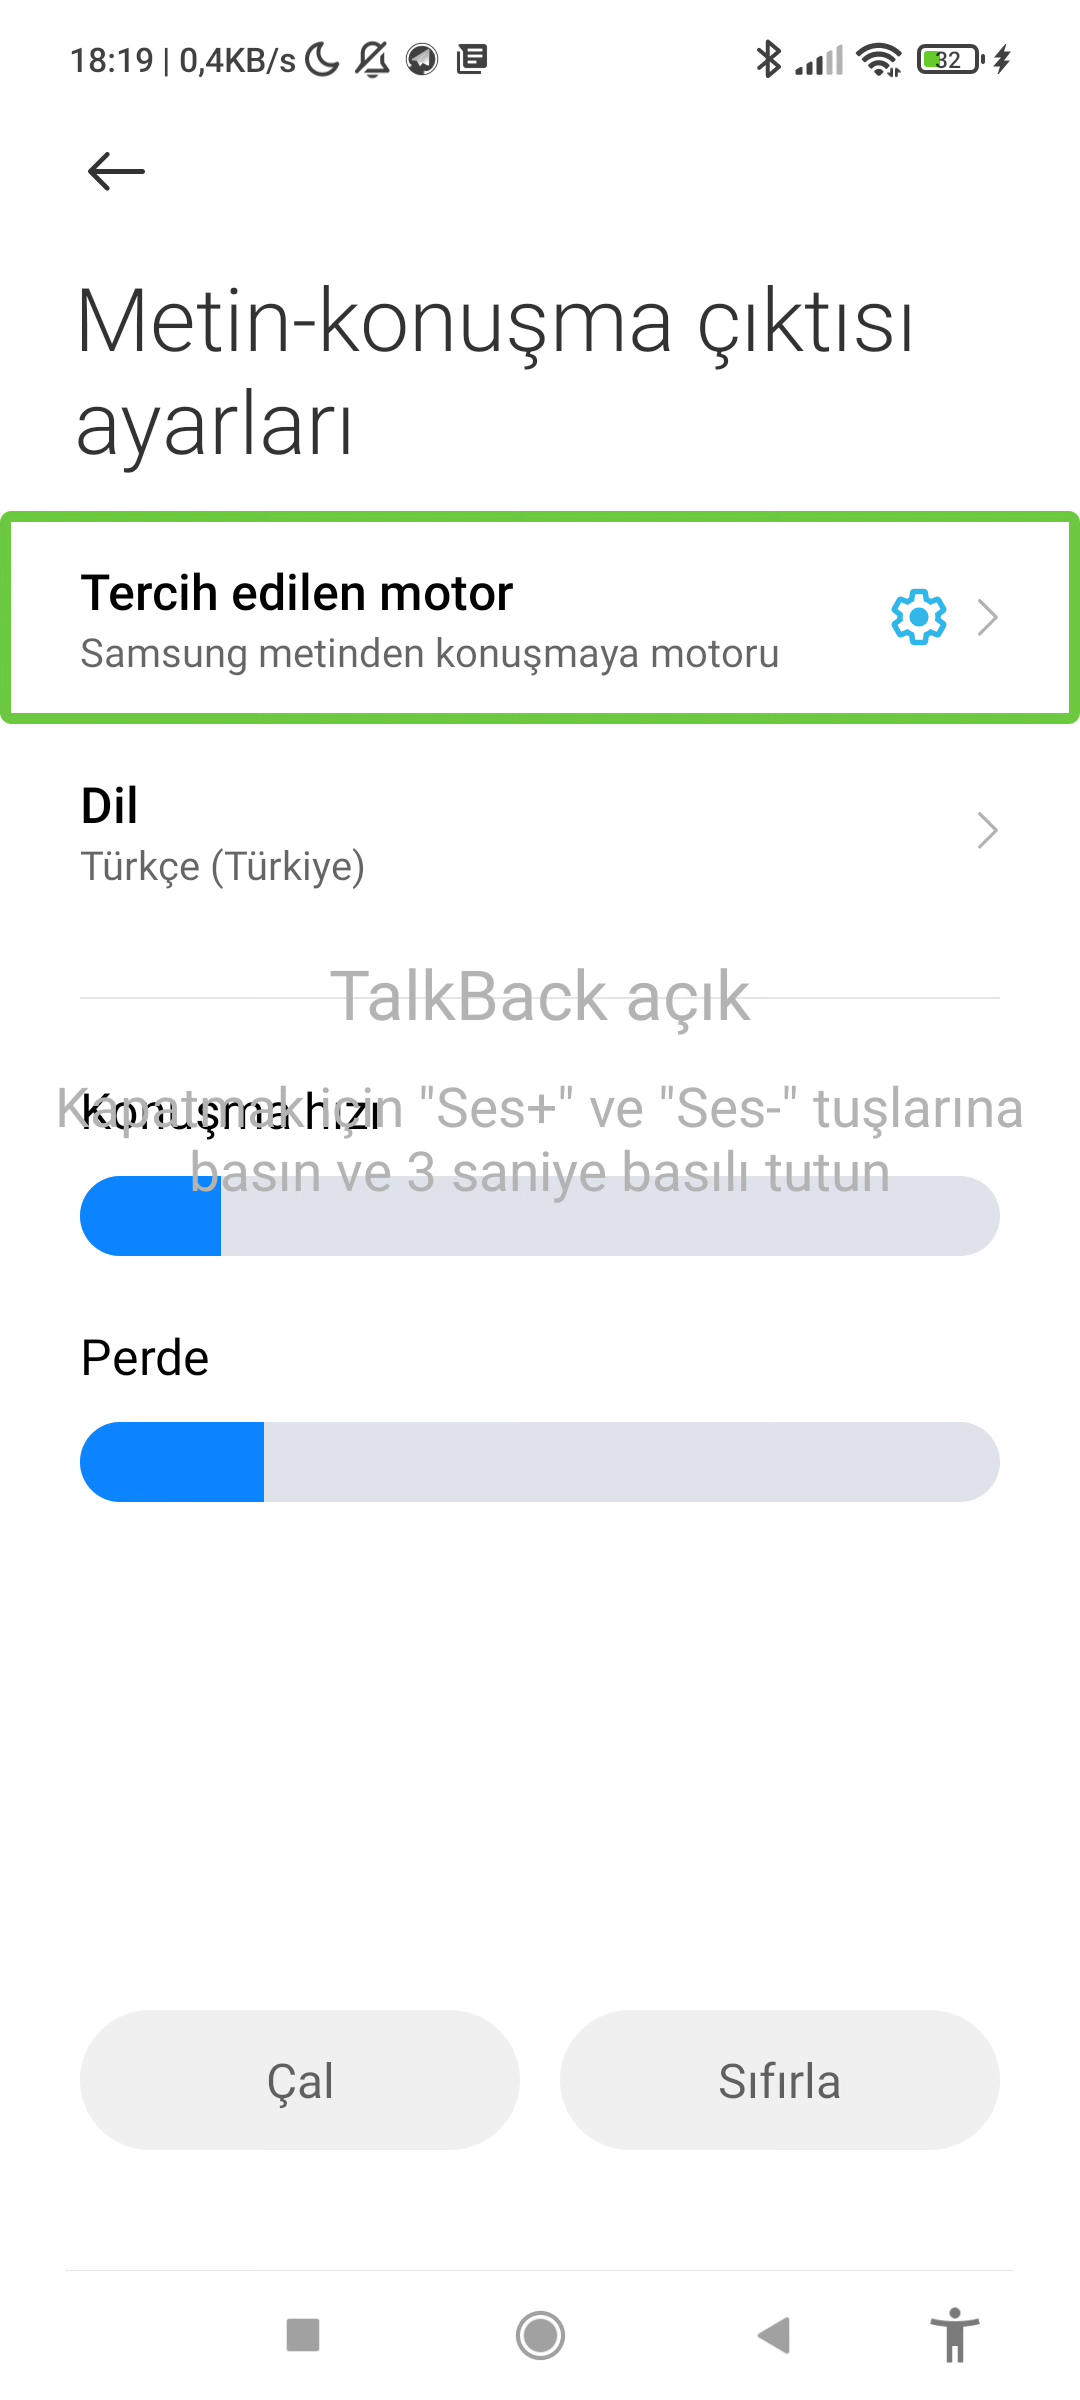 18:19 | 0,4KB/s
32
Metin-konuşma çıktısı
ayarları
Tercih edilen motor
Samsung metinden konuşmaya motoru
Dil
Türkçe (Türkiye)
TalkBack açık
Kapatmak için "Ses+" ve "Ses-" tuşlarına
basın ve 3 saniye basılı tutun
Konuşma hızı
Perde
Çal
Sıfırla